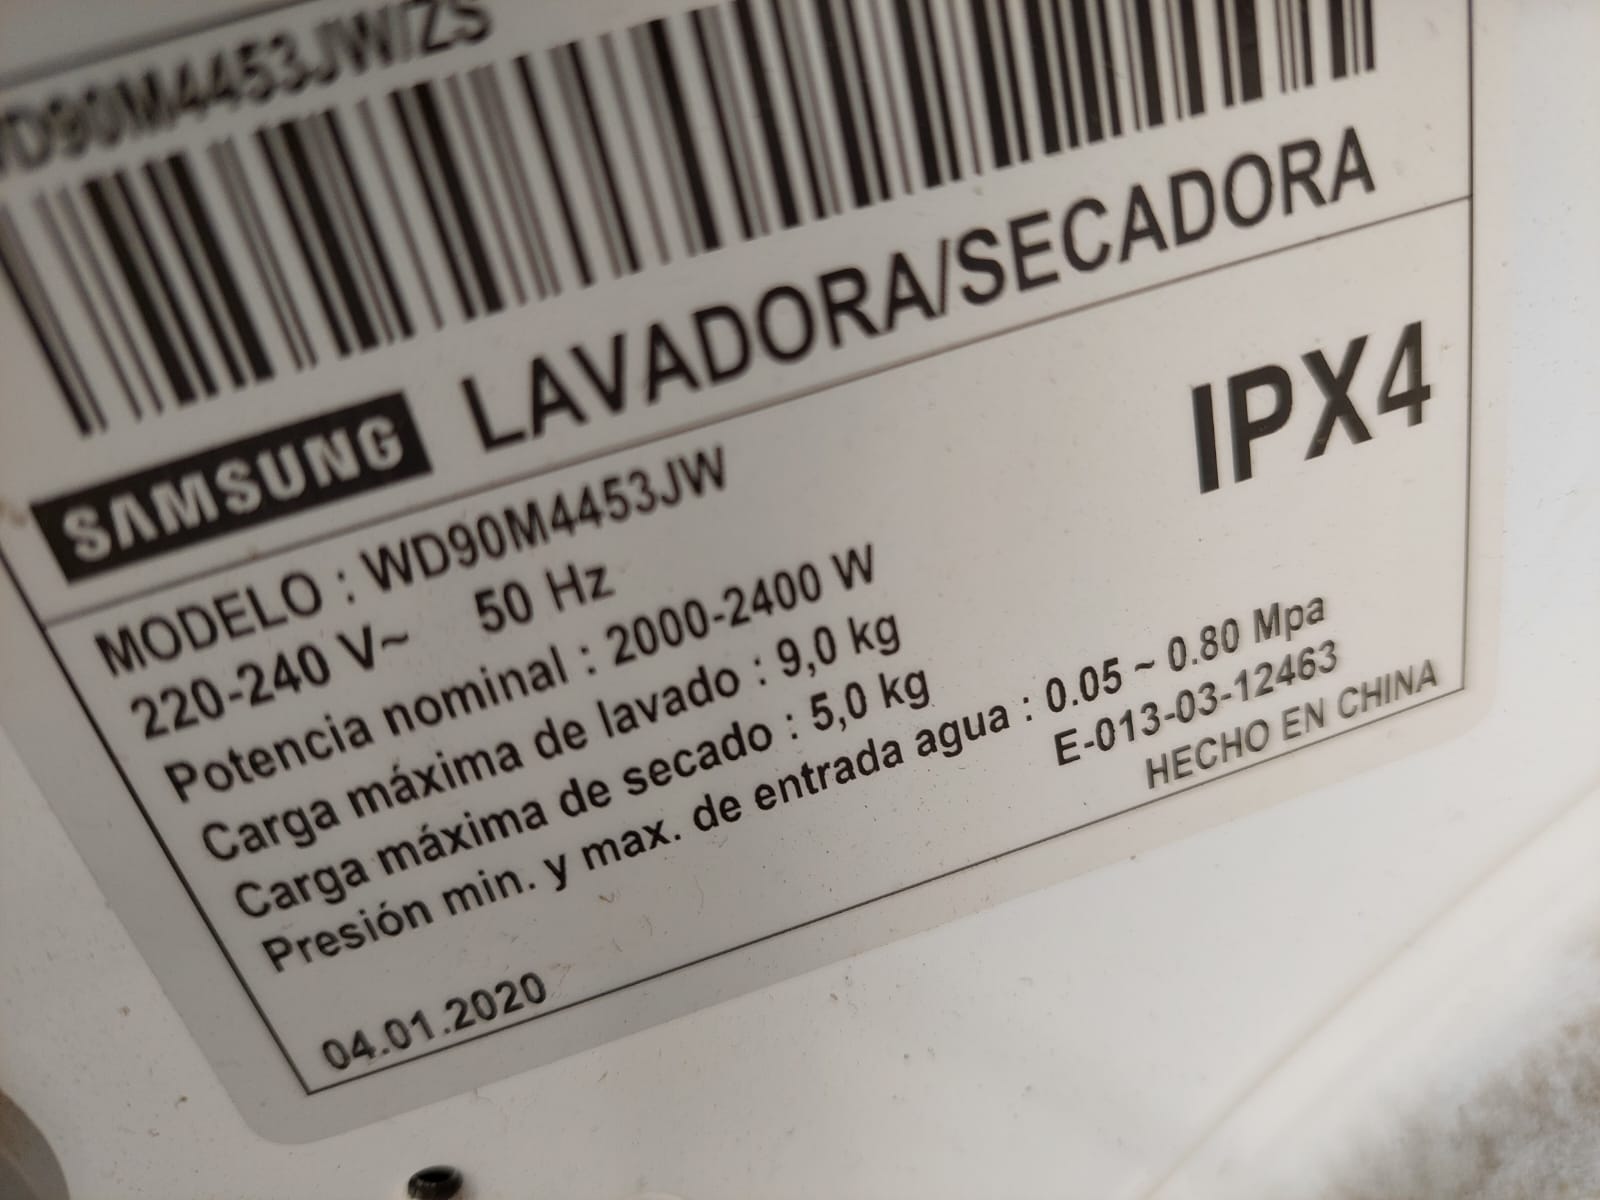 WD90M4453JW/ZS
SAMSUNG LAVADORA/SECADORA
IPX4
MODELO : WD90M4453JW
220-240 V~ 50 Hz
Potencia nominal : 2000-2400 W
Carga máxima de lavado : 9,0 kg
Carga máxima de secado : 5,0 kg
Presión min. y max. de entrada agua : 0.05 ~ 0.80 Mpa
E-013-03-12463
HECHO EN CHINA
04.01.2020